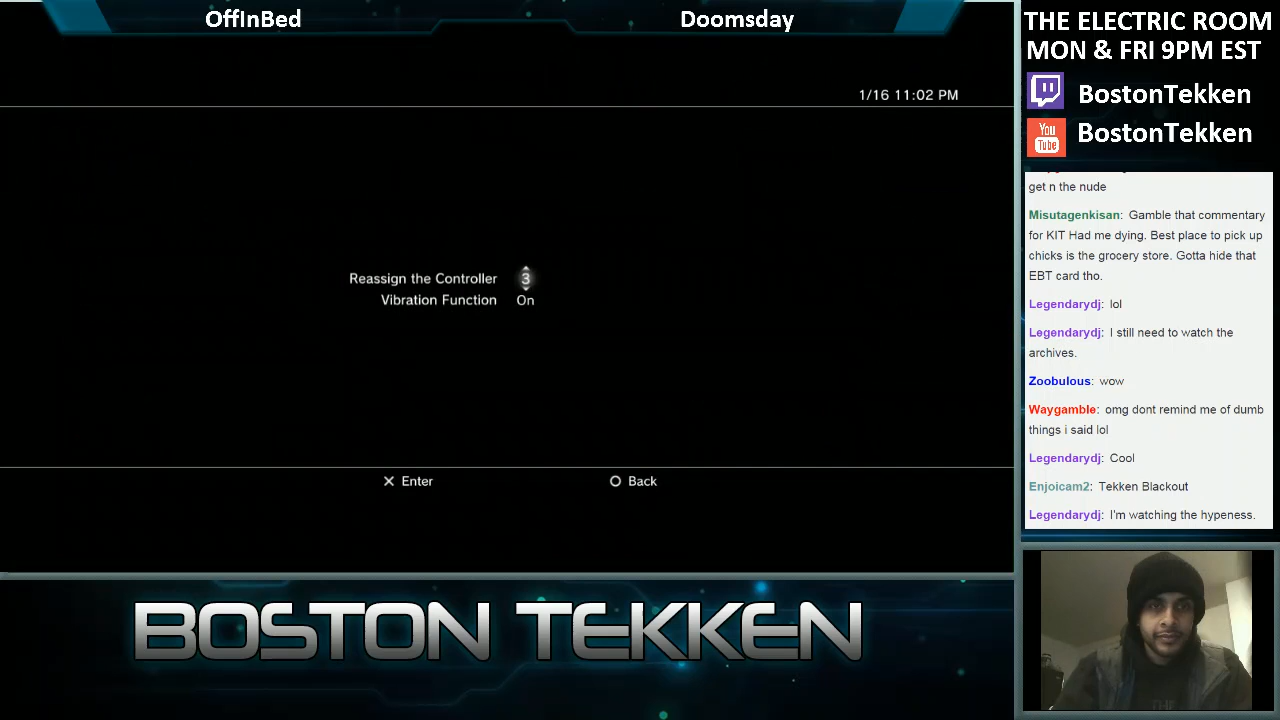 OffInBed
Doomsday
1/16 11:02 PM
Reassign the Controller 3
Vibration Function On
Enter
Back
BOSTON TEKKEN
THE ELECTRIC ROOM
MON & FRI 9PM EST
BostonTekken
You
Tube
BostonTekken
get n the nude
Misutagenkisan: Gamble that commentary
for KIT Had me dying. Best place to pick up
chicks is the grocery store. Gotta hide that
EBT card tho.
Legendarydj: lol
Legendarydj: I still need to watch the
archives.
Zoobulous: wow
Waygamble: omg dont remind me of dumb
things i said lol
Legendarydj: Cool
Enjoicam2: Tekken Blackout
Legendarydj: I'm watching the hypeness.